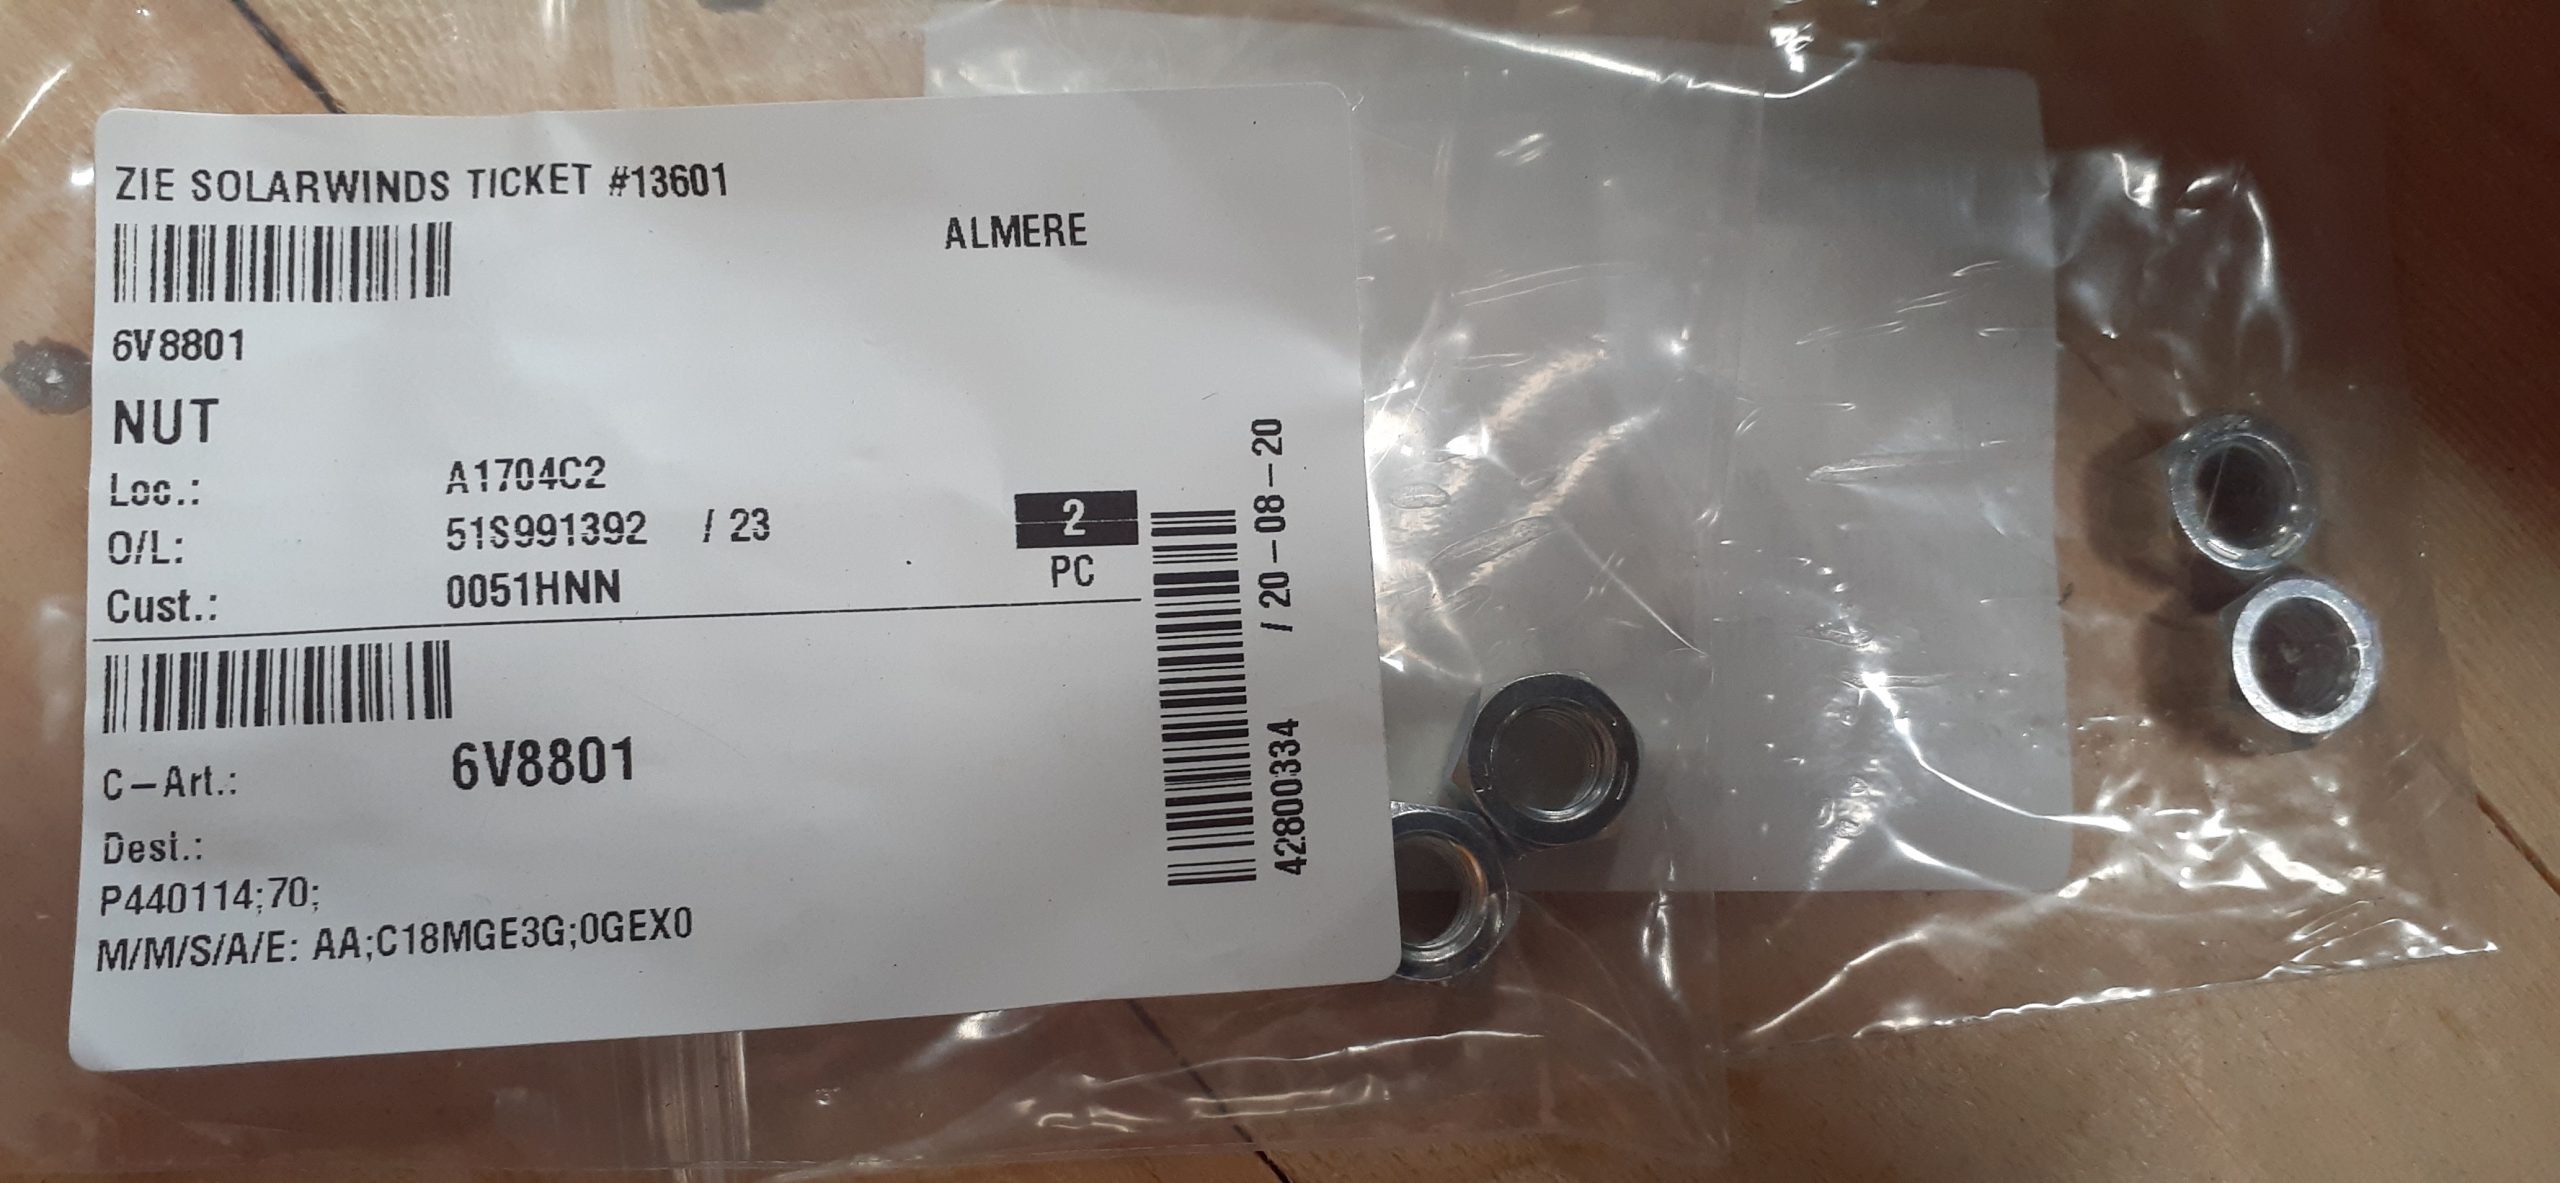 ZIE SOLARWINDS TICKET #13601
ALMERE
6V8801
NUT
Loc.: A1704C2
O/L: 51S991392 / 23
2
PC
Cust.: 0051HNN
C-Art.: 6V8801
Dest.:
P440114;70;
M/M/S/A/E: AA;C18MGE3G;0GEX0
42800334 / 20-08-20